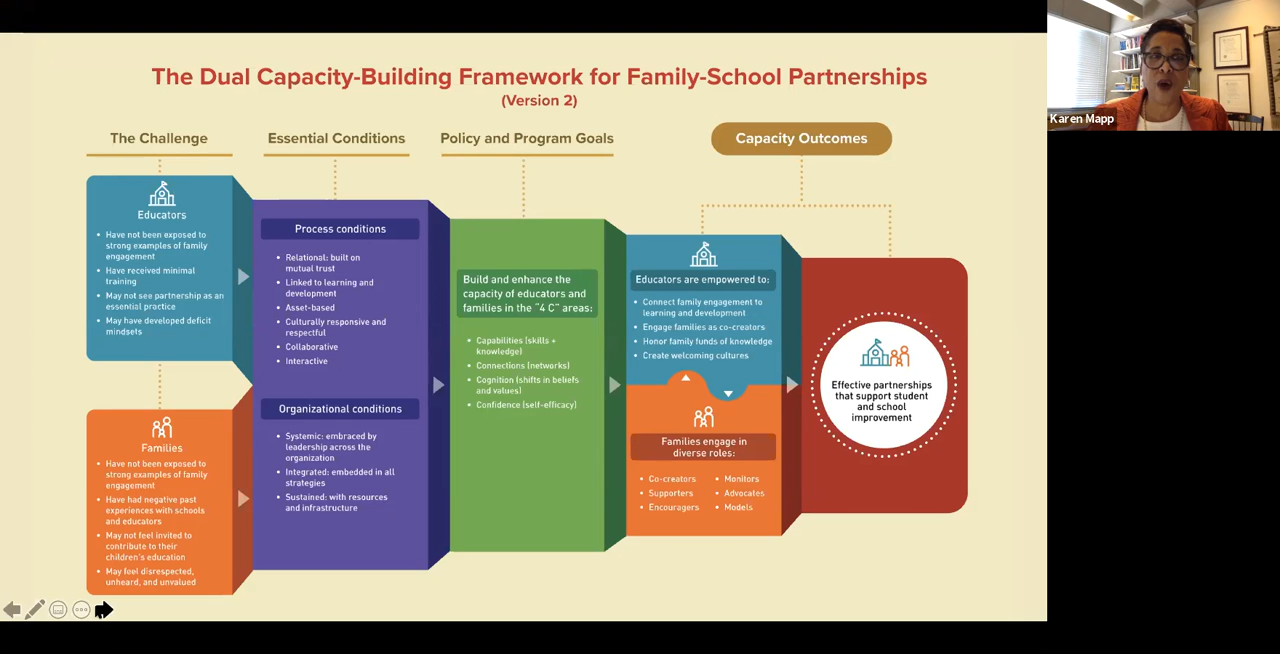 The Dual Capacity-Building Framework for Family-School Partnerships
(Version 2)
The Challenge
Essential Conditions
Policy and Program Goals
Capacity Outcomes
Educators
• Have not been exposed to
strong examples of family
engagement
• Have received minimal
training
• May not see partnership as an
essential practice
• May have developed deficit
mindsets
Families
• Have not been exposed to
strong examples of family
engagement
• Have had negative past
experiences with schools
and educators
• May not feel invited to
contribute to their
children's education
• May feel disrespected,
unheard, and unvalued
Process conditions
• Relational: built on
mutual trust
• Linked to learning and
development
• Asset-based
• Culturally responsive and
respectful
• Collaborative
• Interactive
Organizational conditions
• Systemic: embraced by
leadership across the
organization
• Integrated: embedded in all
strategies
• Sustained: with resources
and infrastructure
Build and enhance the
capacity of educators and
families in the "4 C" areas:
• Capabilities (skills +
knowledge)
• Connections (networks)
• Cognition (shifts in beliefs
and values)
• Confidence (self-efficacy)
Educators are empowered to:
• Connect family engagement to
learning and development
• Engage families as co-creators
• Honor family funds of knowledge
• Create welcoming cultures
Families engage in
diverse roles:
• Co-creators
• Supporters
• Encouragers
• Monitors
• Advocates
• Models
Effective partnerships
that support student
and school
improvement
Karen Mapp